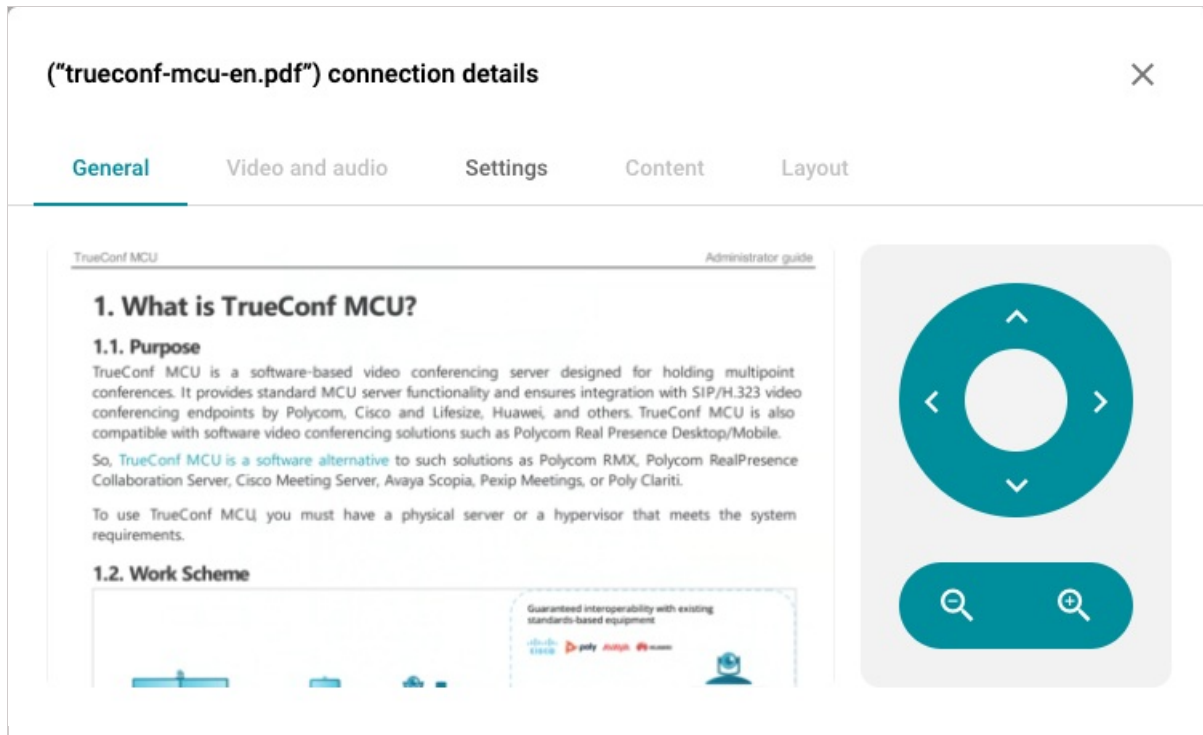 ("trueconf-mcu-en.pdf") connection details
General Video and audio Settings Content Layout
TrueConf MCU Administrator guide
1. What is TrueConf MCU?
1.1. Purpose
TrueConf MCU is a software-based video conferencing server designed for holding multipoint
conferences. It provides standard MCU server functionality and ensures integration with SIP/H.323 video
conferencing endpoints by Polycom, Cisco and Lifesize, Huawei, and others. TrueConf MCU is also
compatible with software video conferencing solutions such as Polycom Real Presence Desktop/Mobile.
So, TrueConf MCU is a software alternative to such solutions as Polycom RMX, Polycom RealPresence
Collaboration Server, Cisco Meeting Server, Avaya Scopia, Pexip Meetings, or Poly Clariti.
To use TrueConf MCU, you must have a physical server or a hypervisor that meets the system
requirements.
1.2. Work Scheme
Guaranteed interoperability with existing
standards-based equipment
CISCO poly AVAYA HUAWEI